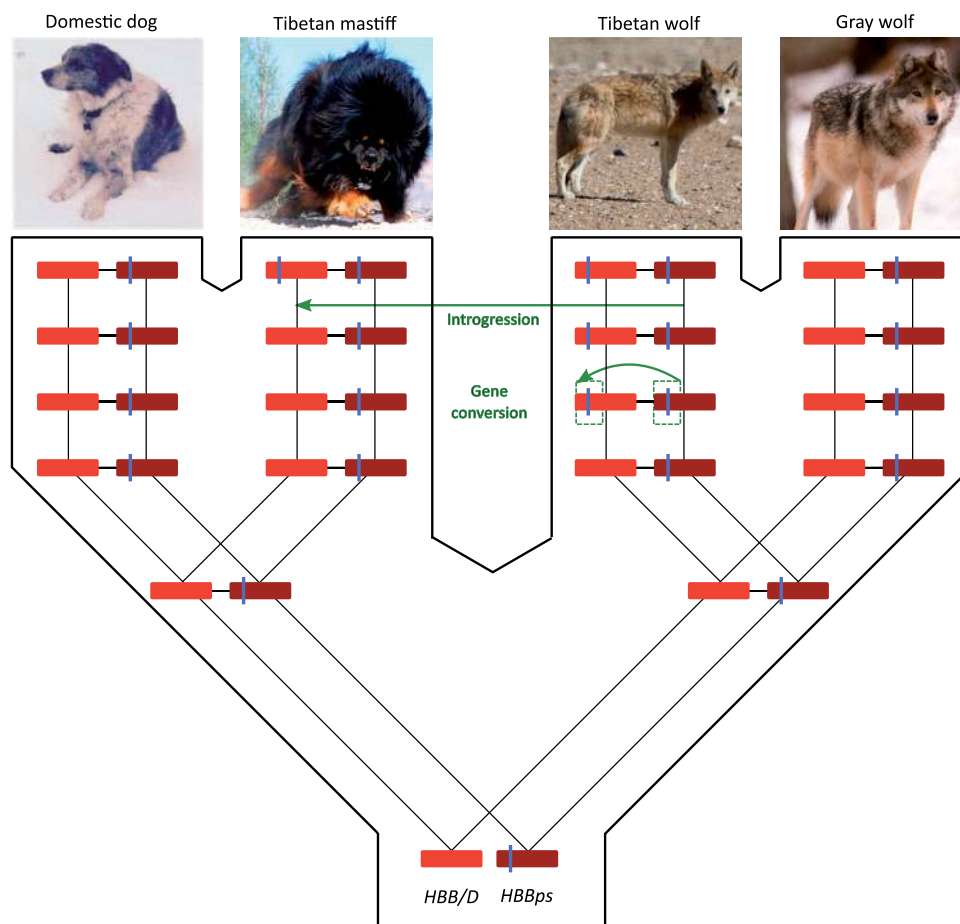 Domestic dog
Tibetan mastiff
Tibetan wolf
Gray wolf
Introgression
Gene
conversion
HBB/D
HBBps